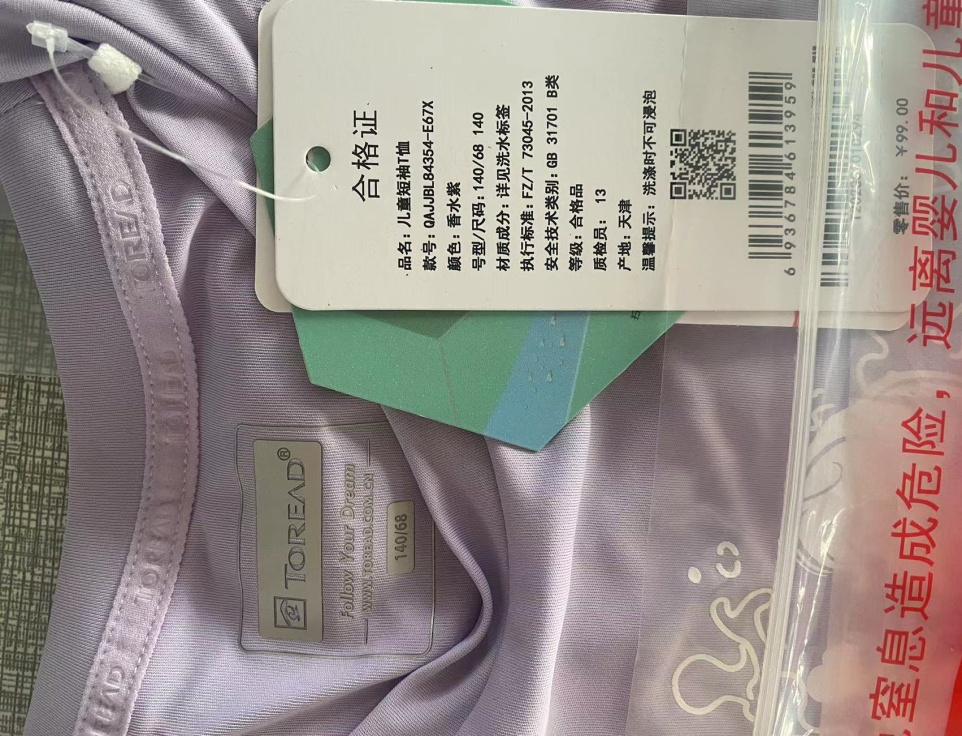 合格证
品名: 儿童短袖T恤
款号: QAJJBLB4354-E67X
颜色: 香水紫
号型/尺码: 140/68 140
材质成分: 详见洗水标签
执行标准: FZ/T 73045-2013
安全技术类别: GB 31701 B类
等级: 合格品
质检员: 13
产地: 天津
温馨提示: 洗涤时不可浸泡
6936784613959
零售价: ￥99.00
远离婴儿和儿童
窒息造成危险，
TOREAD®
Follow Your Dream
WWW.TOREAD.COM.CN
140/68
TOREAD
TOREAD
EAD